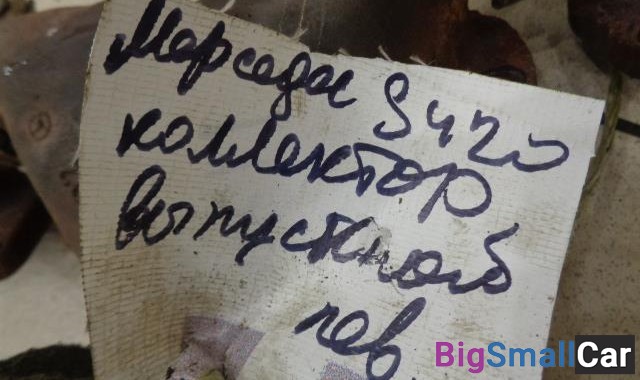 Мерседес S420
коллектор
выпускной
лев
BigSmallCar